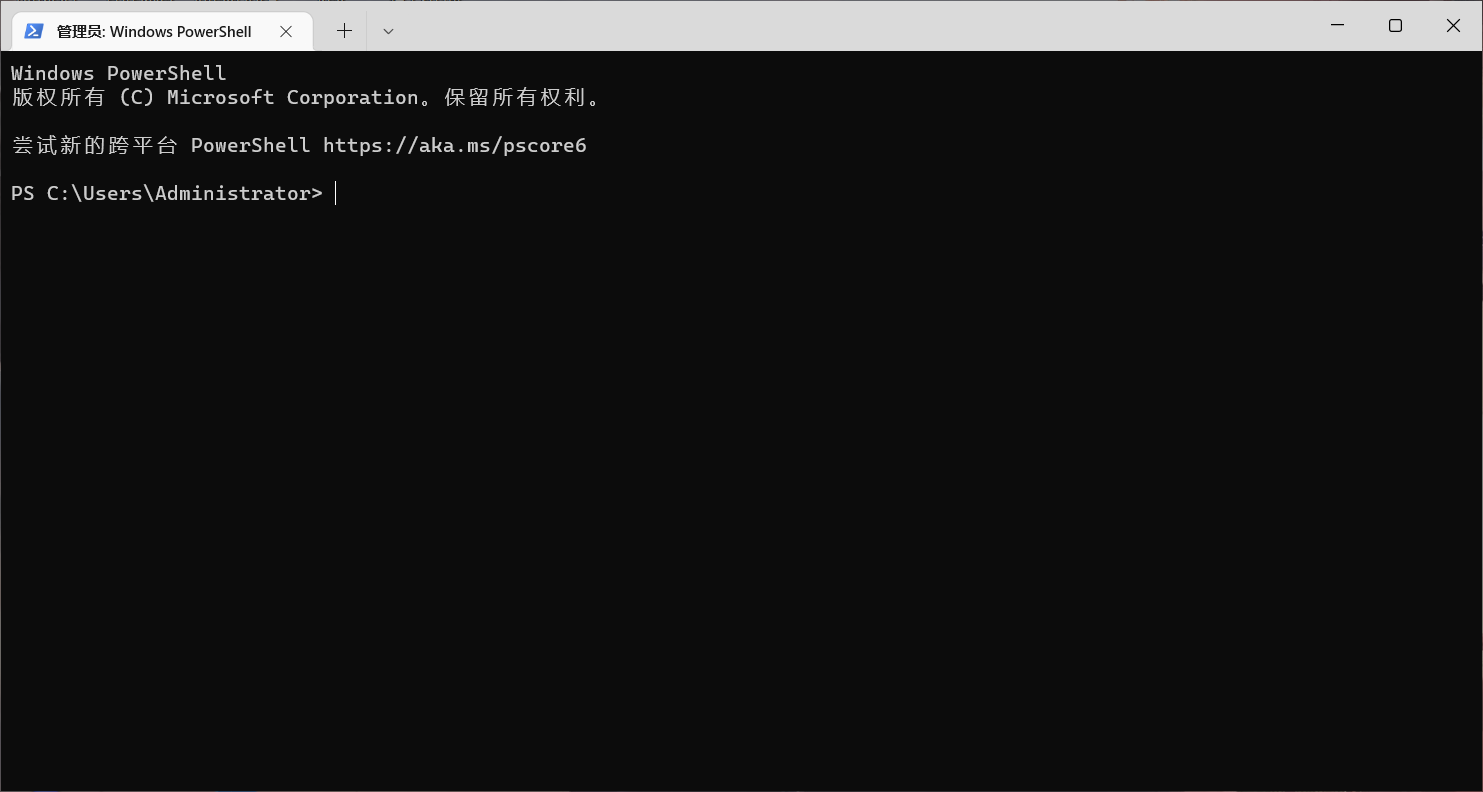 管理员: Windows PowerShell
Windows PowerShell
版权所有 (C) Microsoft Corporation。保留所有权利。
尝试新的跨平台 PowerShell https://aka.ms/pscore6
PS C:\Users\Administrator>